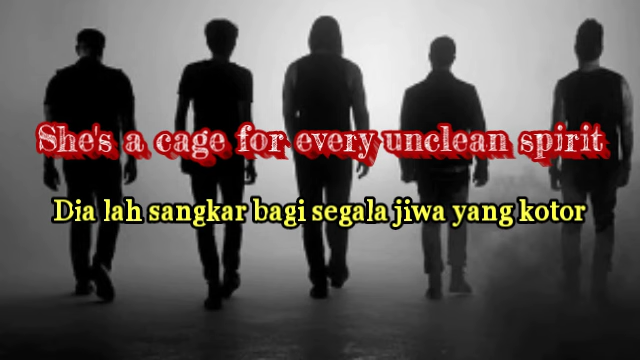 She's a cage for every unclean spirit
Dia lah sangkar bagi segala jiwa yang kotor